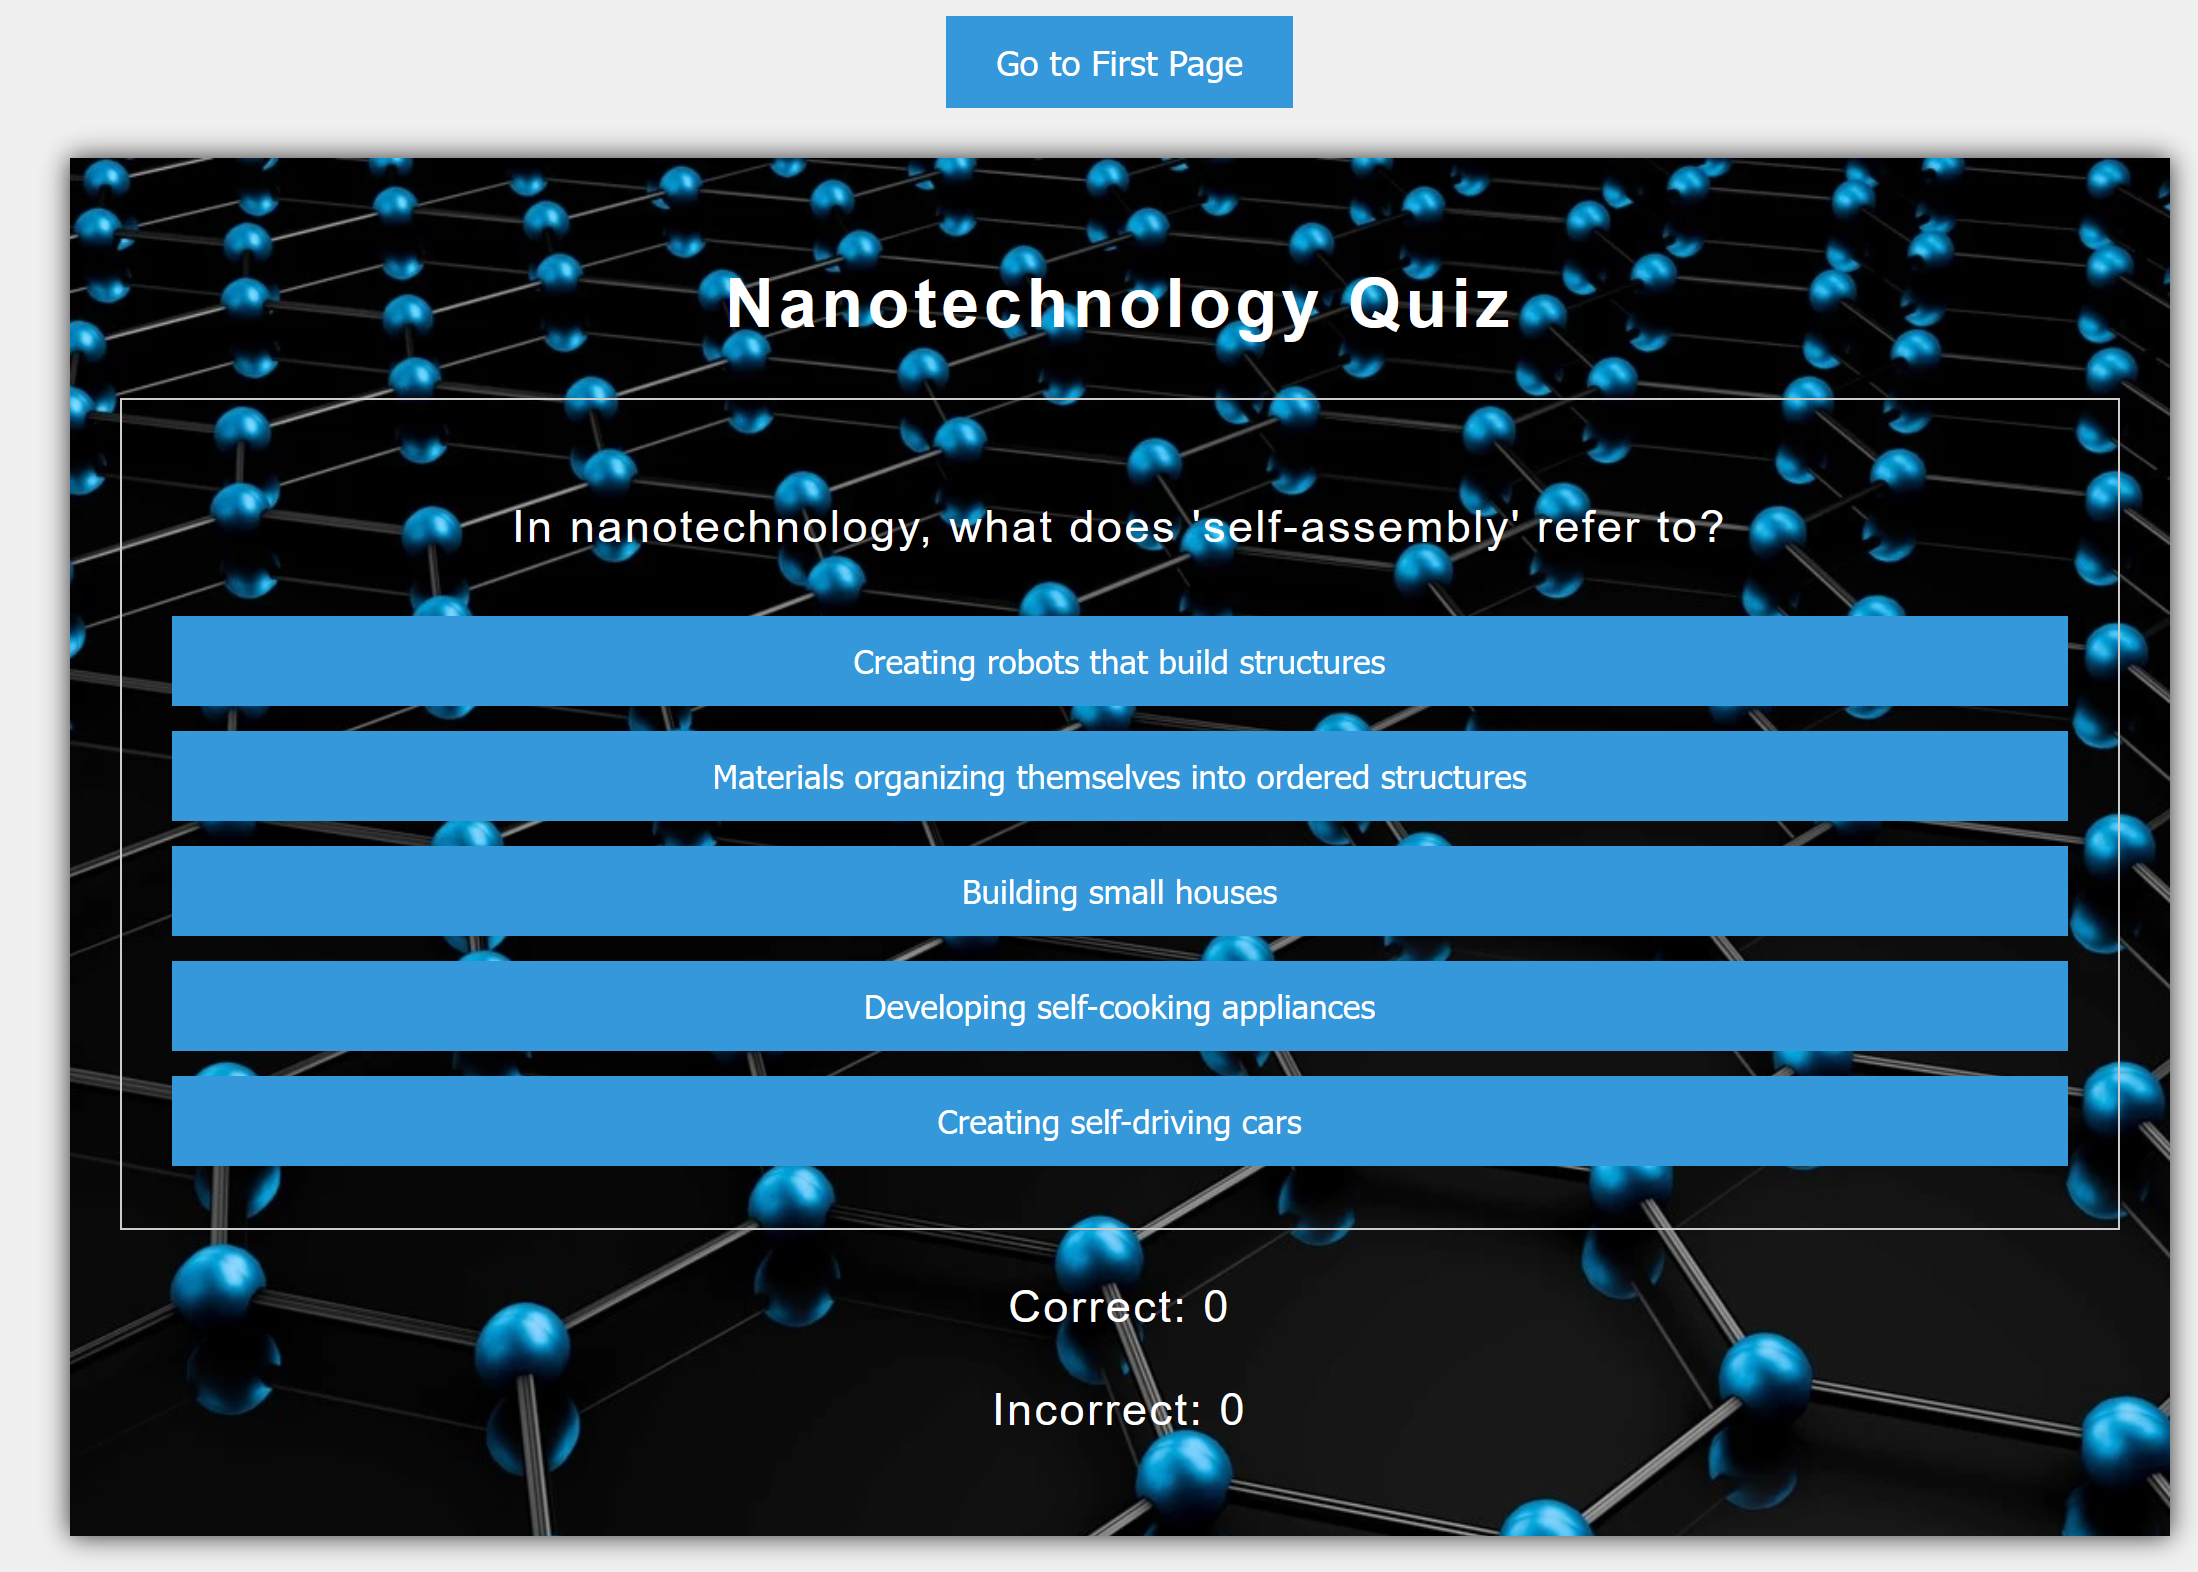 Go to First Page
Nanotechnology Quiz
In nanotechnology, what does 'self-assembly' refer to?
Creating robots that build structures
Materials organizing themselves into ordered structures
Building small houses
Developing self-cooking appliances
Creating self-driving cars
Correct: 0
Incorrect: 0